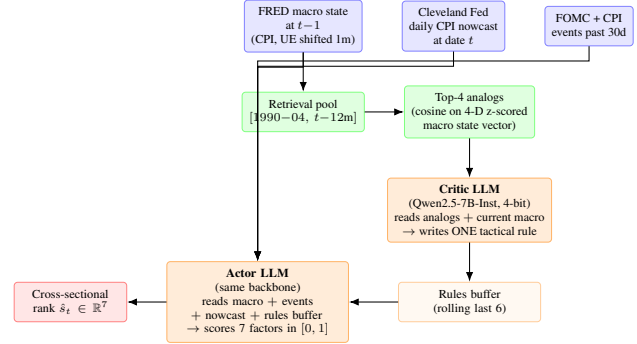 FRED macro state
at t−1
(CPI, UE shifted 1m)
Cleveland Fed
daily CPI nowcast
at date t
FOMC + CPI
events past 30d
Retrieval pool
[1990−04, t−12m]
Top-4 analogs
(cosine on 4-D z-scored
macro state vector)
Critic LLM
(Qwen2.5-7B-Inst, 4-bit)
reads analogs + current macro
→ writes ONE tactical rule
Actor LLM
(same backbone)
reads macro + events
+ nowcast + rules buffer
→ scores 7 factors in [0, 1]
Cross-sectional
rank ŝₜ ∈ ℝ⁷
Rules buffer
(rolling last 6)